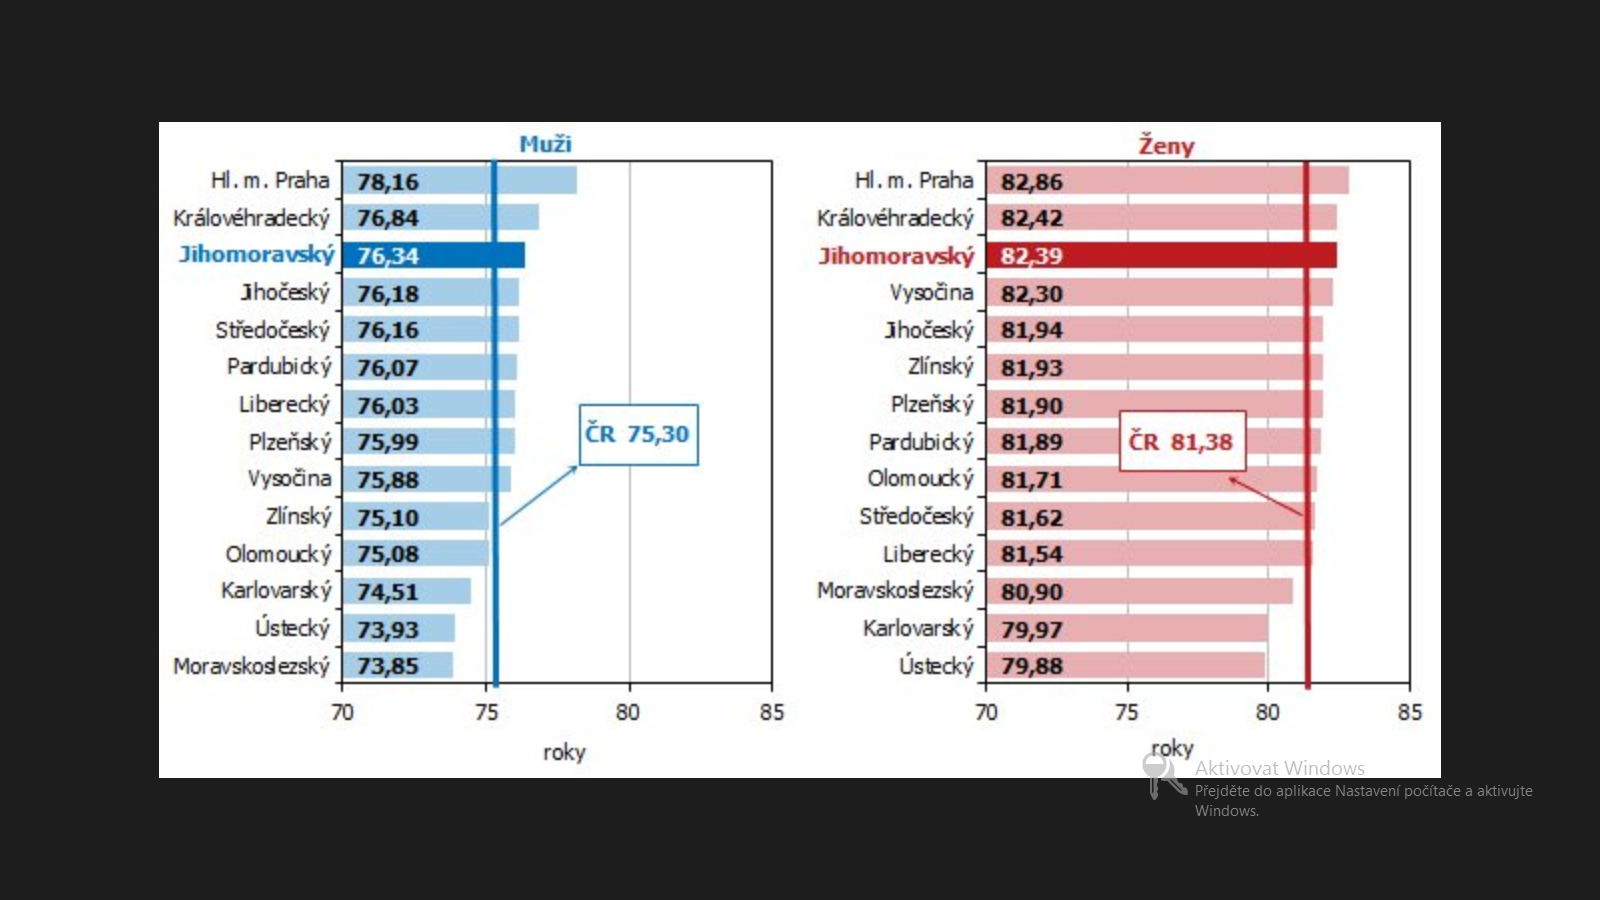 Muži
Hl. m. Praha 78,16
Královéhradecký 76,84
Jihomoravský 76,34
Jihočeský 76,18
Středočeský 76,16
Pardubický 76,07
Liberecký 76,03
Plzeňský 75,99
Vysočina 75,88
Zlínský 75,10
Olomoucký 75,08
Karlovarský 74,51
Ústecký 73,93
Moravskoslezský 73,85
ČR 75,30
70 75 80 85
roky
Ženy
Hl. m. Praha 82,86
Královéhradecký 82,42
Jihomoravský 82,39
Vysočina 82,30
Jihočeský 81,94
Zlínský 81,93
Plzeňský 81,90
Pardubický 81,89
Olomoucký 81,71
Středočeský 81,62
Liberecký 81,54
Moravskoslezský 80,90
Karlovarský 79,97
Ústecký 79,88
ČR 81,38
70 75 80 85
roky
Aktivovat Windows
Přejděte do aplikace Nastavení počítače a aktivujte
Windows.